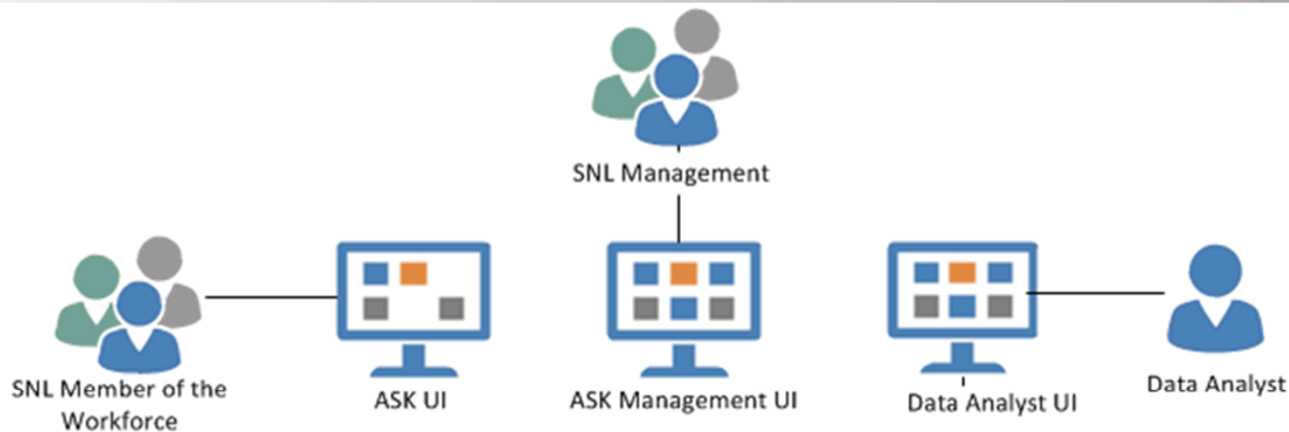 SNL Management
SNL Member of the
Workforce
ASK UI
ASK Management UI
Data Analyst UI
Data Analyst